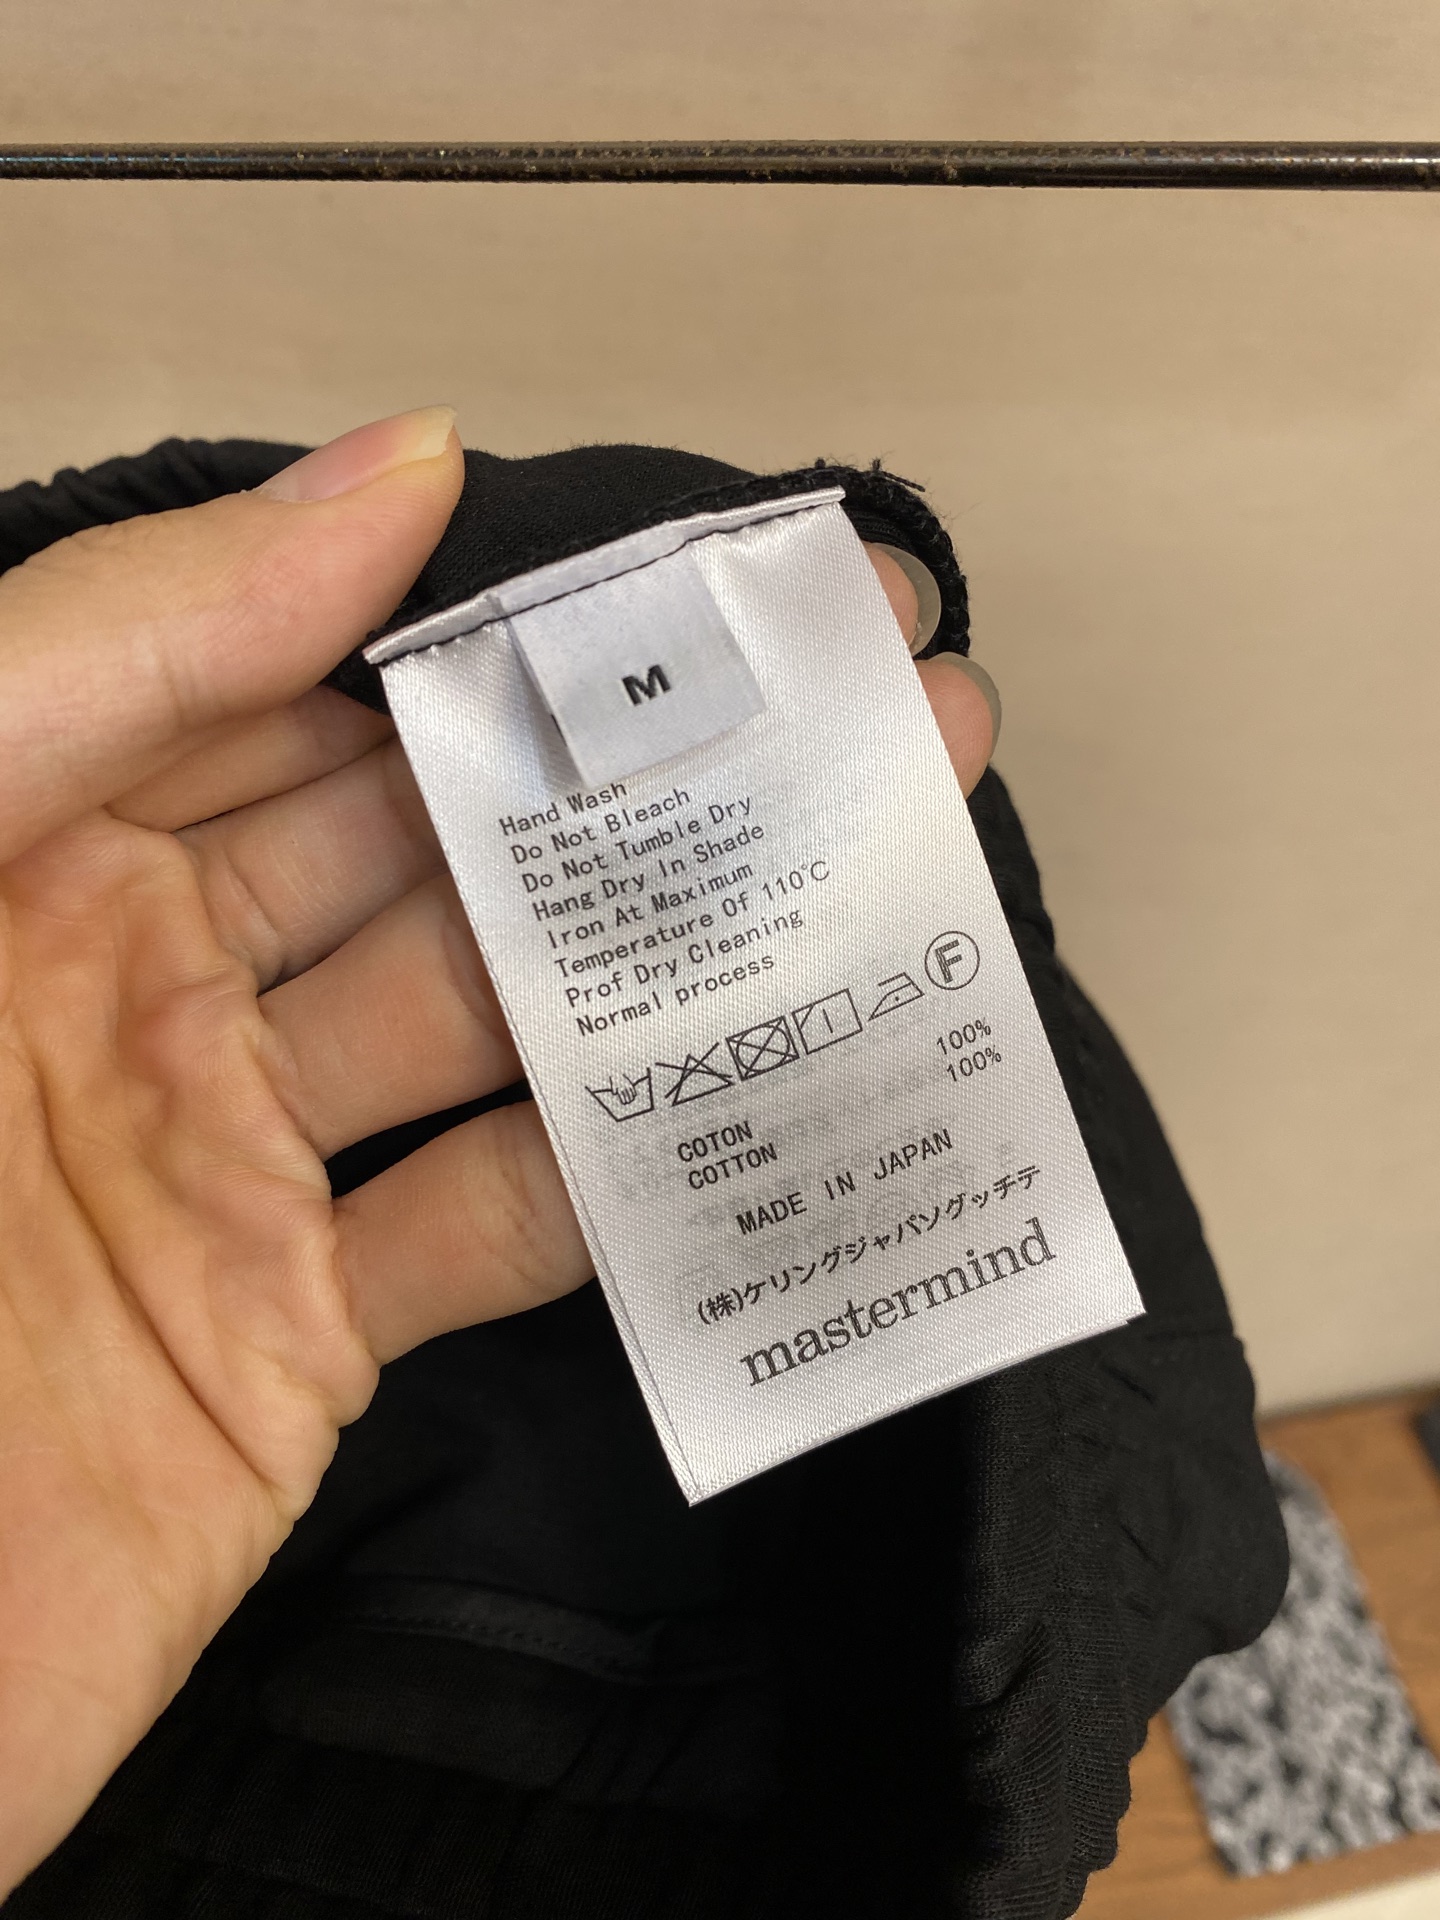 M
Hand Wash
Do Not Bleach
Do Not Tumble Dry
Hang Dry In Shade
Iron At Maximum
Temperature Of 110℃
Prof Dry Cleaning
Normal process
F
COTON 100%
COTTON 100%
MADE IN JAPAN
(株)ケリングジャパングッチデ
mastermind